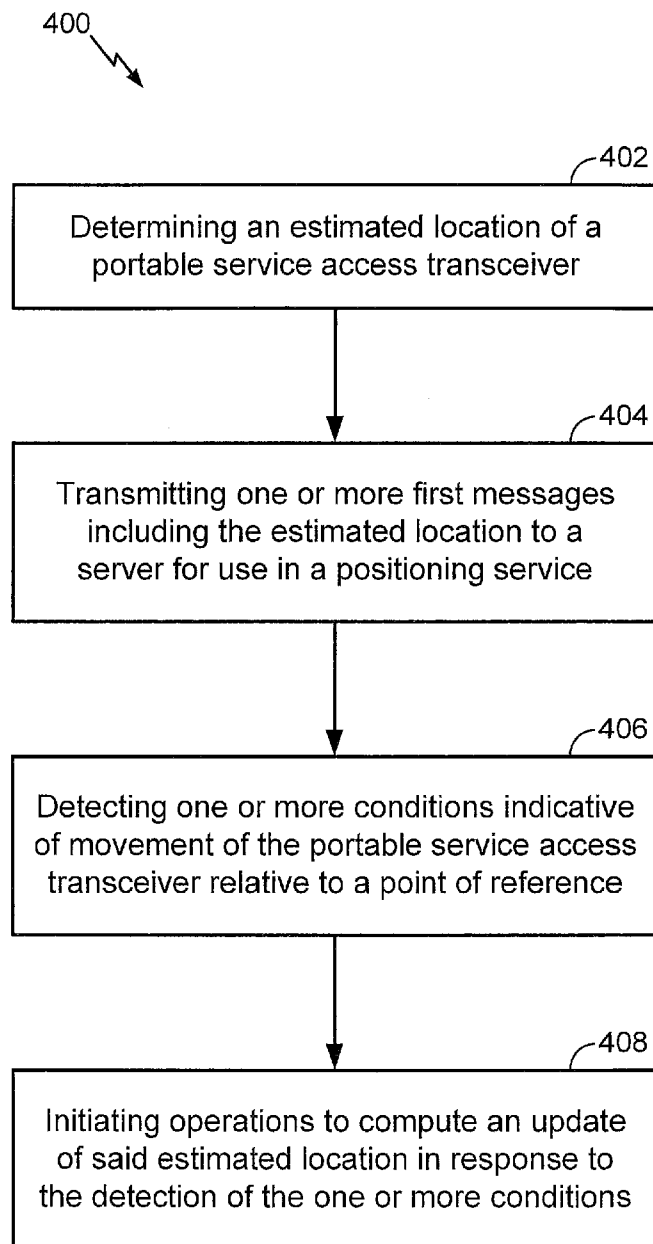 400
402
Determining an estimated location of a
portable service access transceiver
404
Transmitting one or more first messages
including the estimated location to a
server for use in a positioning service
406
Detecting one or more conditions indicative
of movement of the portable service access
transceiver relative to a point of reference
408
Initiating operations to compute an update
of said estimated location in response to
the detection of the one or more conditions